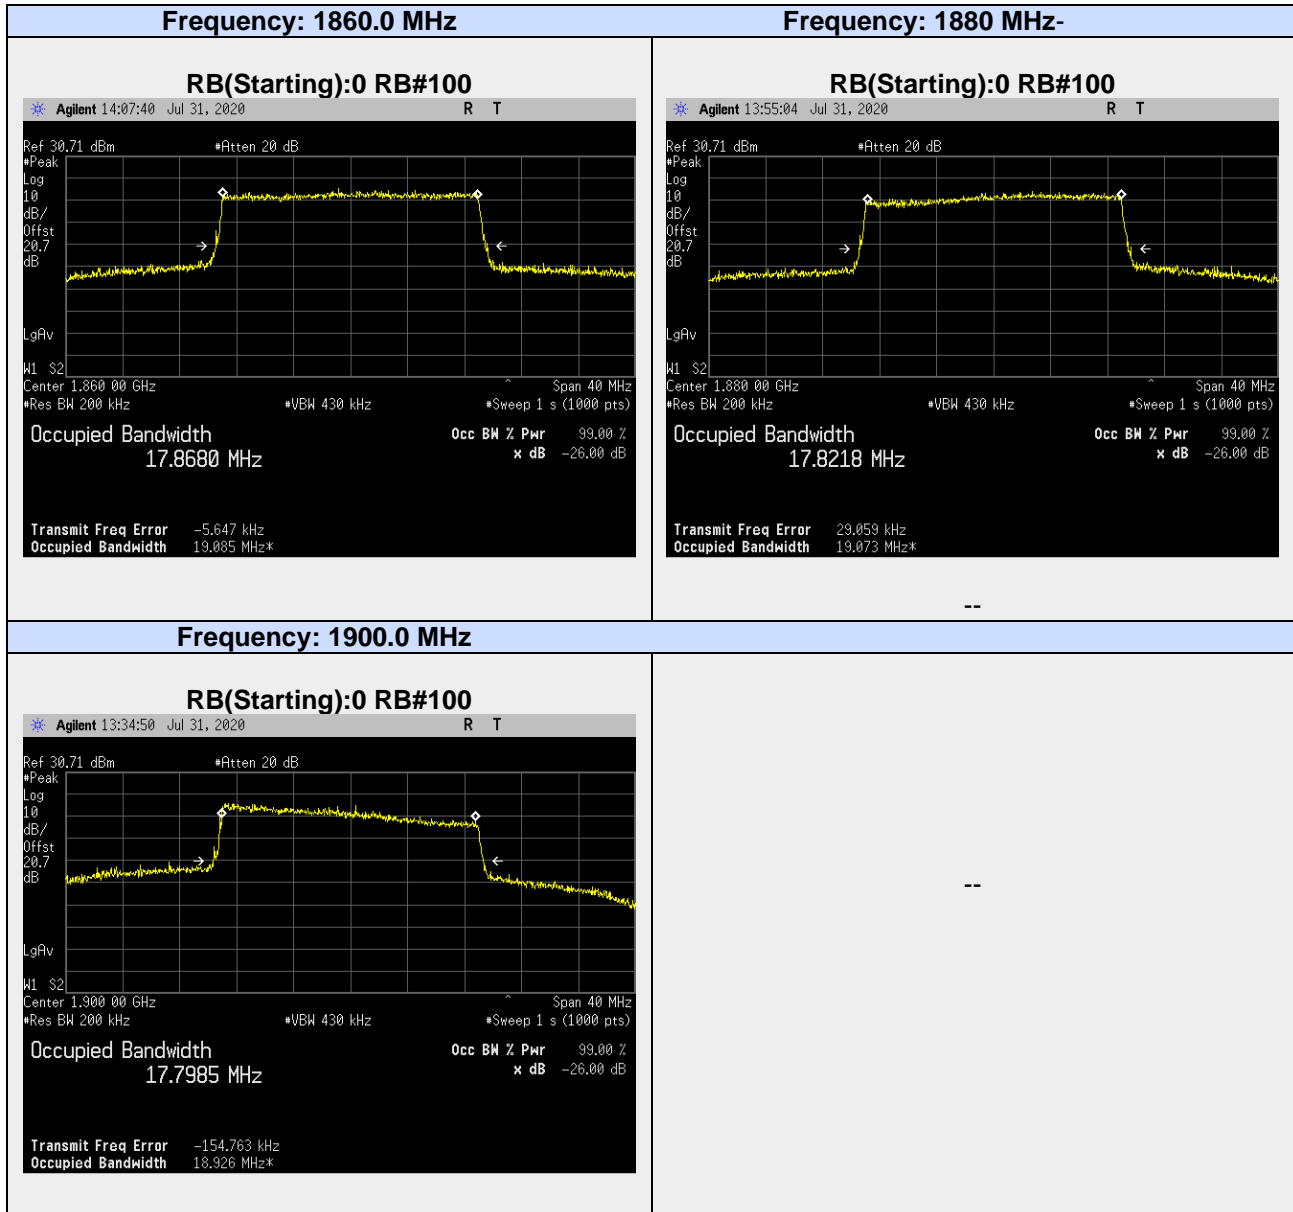 Frequency: 1860.0 MHz
Frequency: 1880 MHz-
RB(Starting):0 RB#100
Agilent 14:07:40 Jul 31, 2020 R T
Ref 30.71 dBm #Atten 20 dB
#Peak
Log
10
dB/
Offst
20.7
dB
LgAv
W1 S2
Center 1.860 00 GHz ^ Span 40 MHz
#Res BW 200 kHz #VBW 430 kHz #Sweep 1 s (1000 pts)
Occupied Bandwidth Occ BW % Pwr 99.00 %
17.8680 MHz x dB -26.00 dB
Transmit Freq Error -5.647 kHz
Occupied Bandwidth 19.085 MHz*
RB(Starting):0 RB#100
Agilent 13:55:04 Jul 31, 2020 R T
Ref 30.71 dBm #Atten 20 dB
#Peak
Log
10
dB/
Offst
20.7
dB
LgAv
W1 S2
Center 1.880 00 GHz ^ Span 40 MHz
#Res BW 200 kHz #VBW 430 kHz #Sweep 1 s (1000 pts)
Occupied Bandwidth Occ BW % Pwr 99.00 %
17.8218 MHz x dB -26.00 dB
Transmit Freq Error 29.059 kHz
Occupied Bandwidth 19.073 MHz*
--
Frequency: 1900.0 MHz
RB(Starting):0 RB#100
Agilent 13:34:50 Jul 31, 2020 R T
Ref 30.71 dBm #Atten 20 dB
#Peak
Log
10
dB/
Offst
20.7
dB
LgAv
W1 S2
Center 1.900 00 GHz ^ Span 40 MHz
#Res BW 200 kHz #VBW 430 kHz #Sweep 1 s (1000 pts)
Occupied Bandwidth Occ BW % Pwr 99.00 %
17.7985 MHz x dB -26.00 dB
Transmit Freq Error -154.763 kHz
Occupied Bandwidth 18.926 MHz*
--